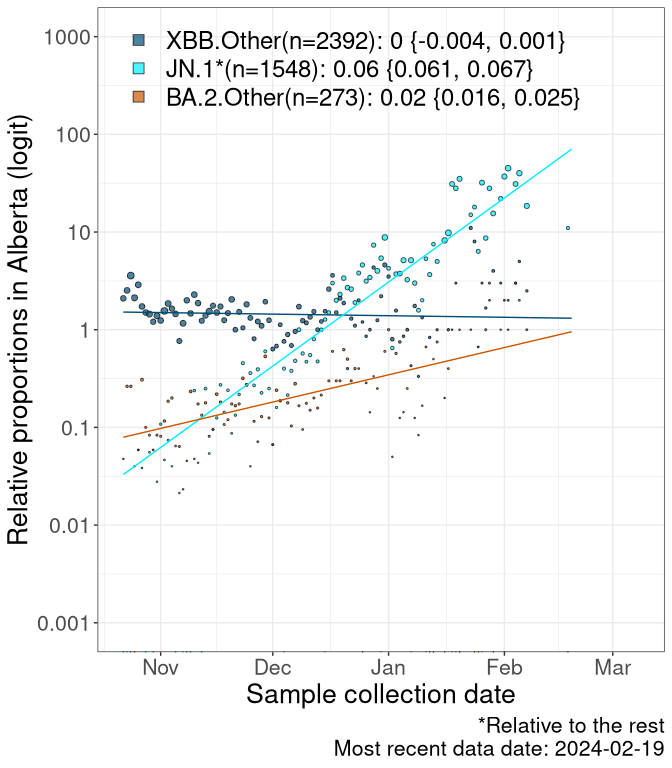 XBB.Other(n=2392): 0 {-0.004, 0.001}
JN.1*(n=1548): 0.06 {0.061, 0.067}
BA.2.Other(n=273): 0.02 {0.016, 0.025}
Relative proportions in Alberta (logit)
1000
100
10
1
0.1
0.01
0.001
Nov Dec Jan Feb Mar
Sample collection date
*Relative to the rest
Most recent data date: 2024-02-19